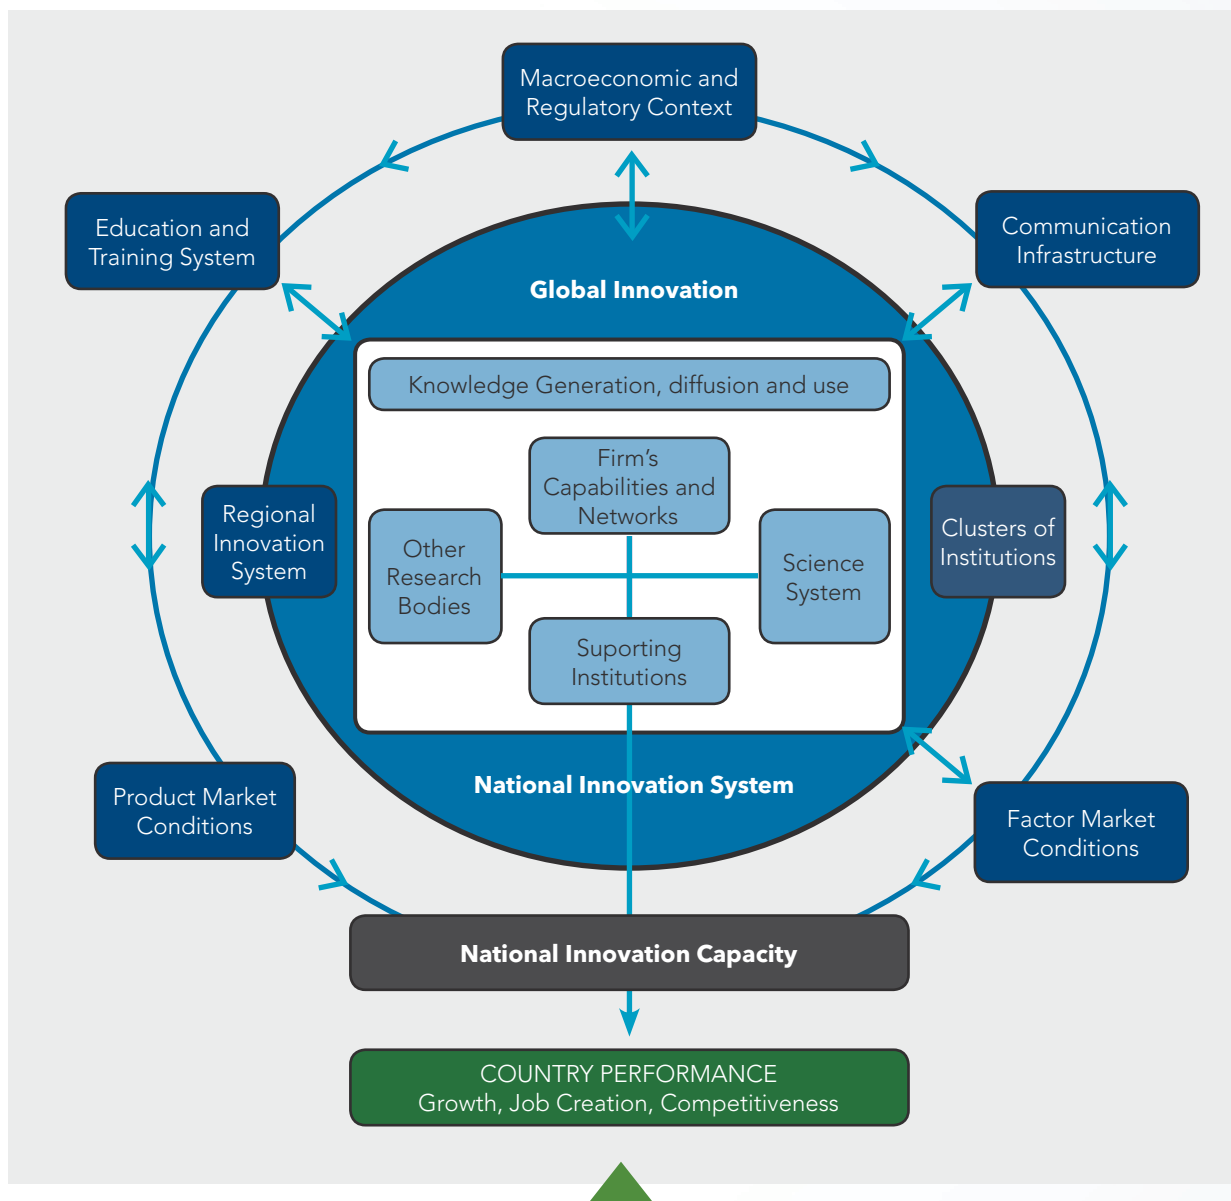 Macroeconomic and
Regulatory Context
Education and
Training System
Communication
Infrastructure
Global Innovation
Knowledge Generation, diffusion and use
Firm's
Capabilities and
Networks
Regional
Innovation
System
Other
Research
Bodies
Science
System
Clusters of
Institutions
Suporting
Institutions
National Innovation System
Product Market
Conditions
Factor Market
Conditions
National Innovation Capacity
COUNTRY PERFORMANCE
Growth, Job Creation, Competitiveness